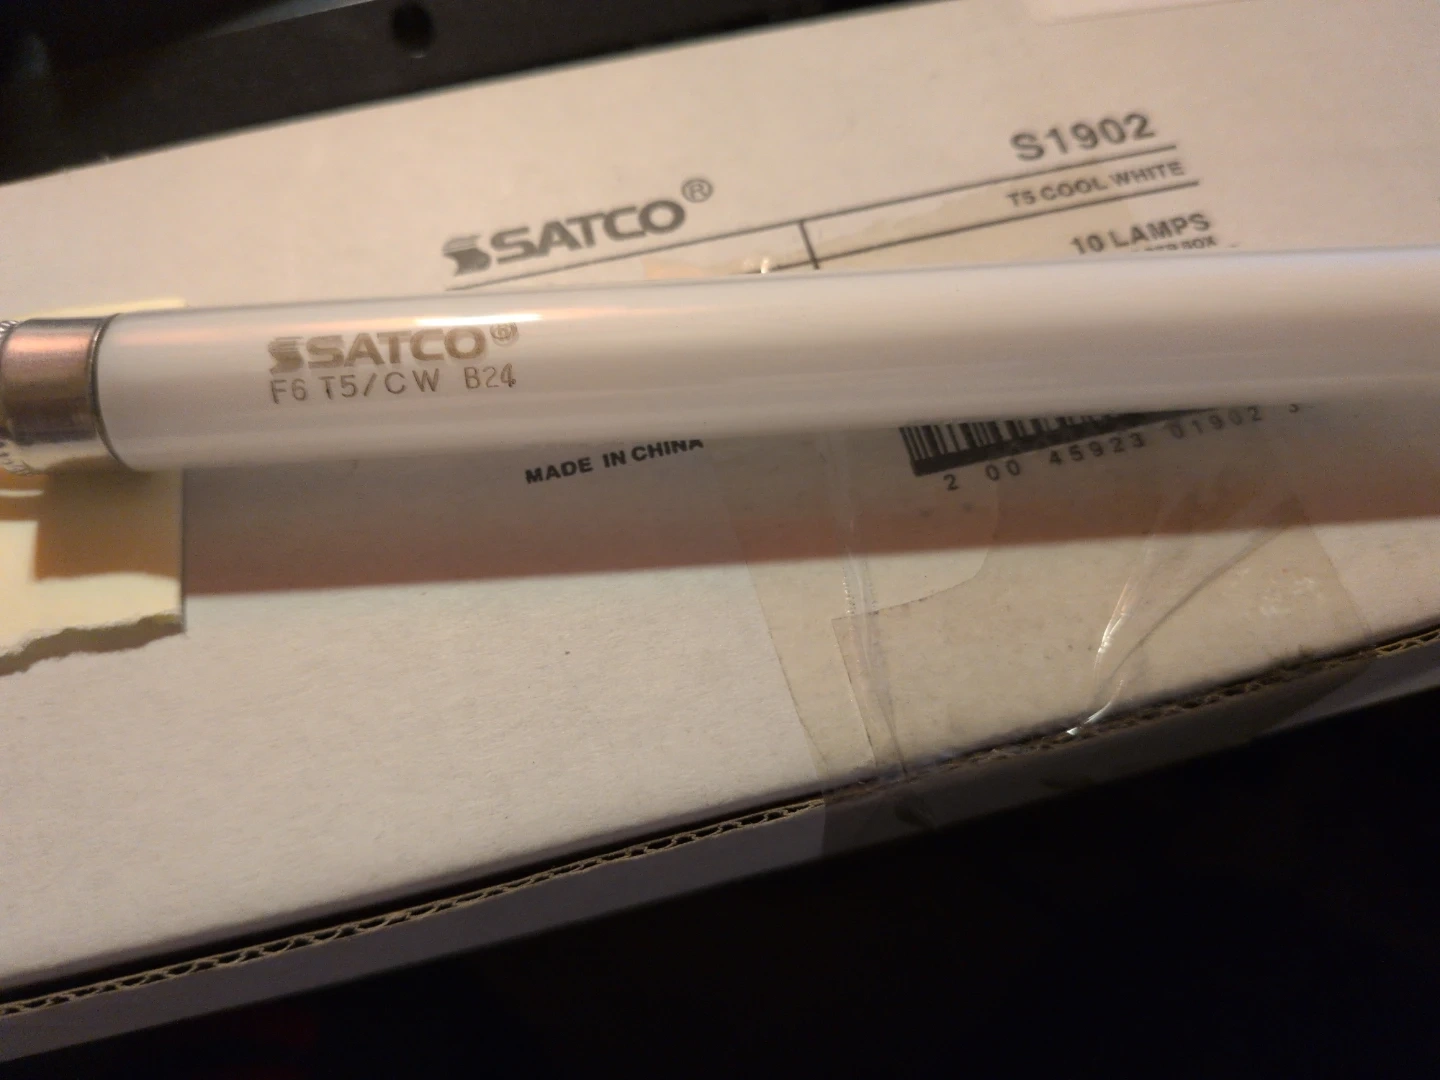 S1902
SATCO®
T5 COOL WHITE
10 LAMPS
SATCO®
F6 T5/CW B24
MADE IN CHINA
2 00 45923 01902 3